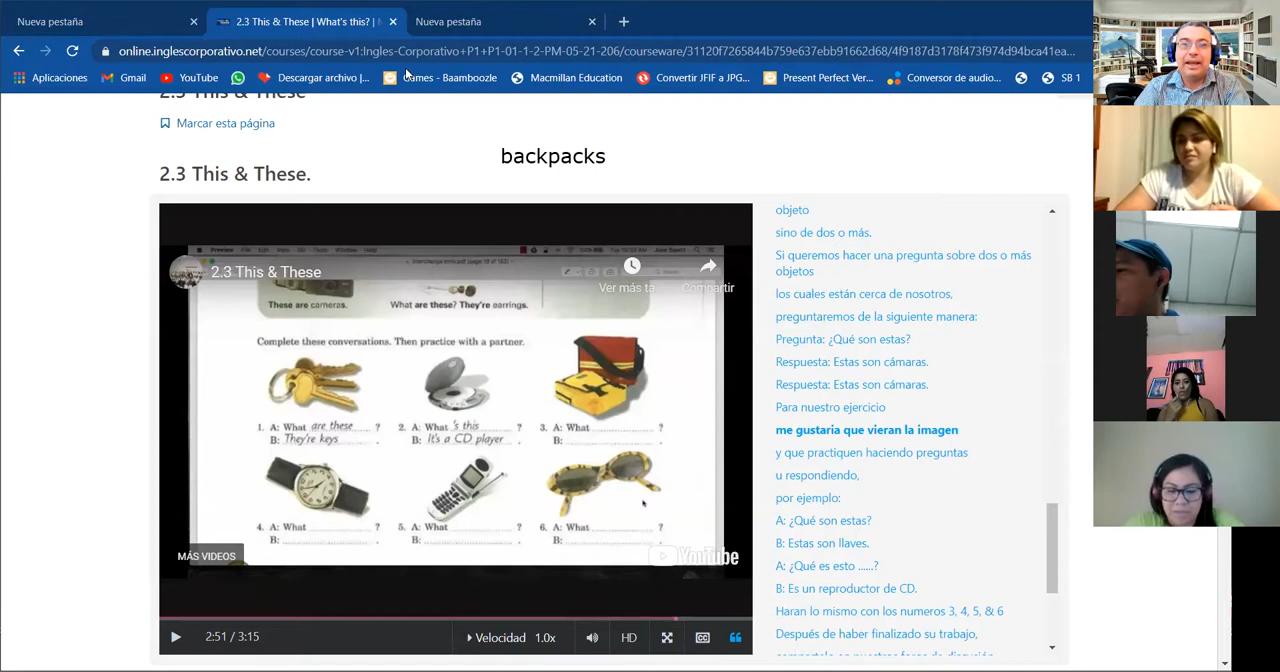 Nueva pestaña
2.3 This & These | What's this? |
Nueva pestaña
online.inglescorporativo.net/courses/course-v1:Ingles-Corporativo+P1+P1-01-1-2-PM-05-21-206/courseware/31120f7265844b759e637ebb91662d68/4f9187d3178f473f974d94bca41ea...
Aplicaciones
Gmail
YouTube
Descargar archivo |...
Games - Baamboozle
Macmillan Education
Convertir JFIF a JPG...
Present Perfect Ver...
Conversor de audio...
SB 1
2.3 This & These
Marcar esta página
backpacks
2.3 This & These.
2.3 This & These
Ver más ta
Compartir
These are cameras.
What are these? They're earrings.
Complete these conversations. Then practice with a partner.
1. A: What are these ?
B: They're keys
2. A: What 's this ?
B: It's a CD player
3. A: What ?
B:
4. A: What ?
B:
5. A: What ?
B:
6. A: What ?
B:
MÁS VIDEOS
YouTube
2:51 / 3:15
Velocidad 1.0x
HD
objeto
sino de dos o más.
Si queremos hacer una pregunta sobre dos o más
objetos
los cuales están cerca de nosotros,
preguntaremos de la siguiente manera:
Pregunta: ¿Qué son estas?
Respuesta: Estas son cámaras.
Respuesta: Estas son cámaras.
Para nuestro ejercicio
me gustaria que vieran la imagen
y que practiquen haciendo preguntas
u respondiendo,
por ejemplo:
A: ¿Qué son estas?
B: Estas son llaves.
A: ¿Qué es esto ......?
B: Es un reproductor de CD.
Haran lo mismo con los numeros 3, 4, 5, & 6
Después de haber finalizado su trabajo,